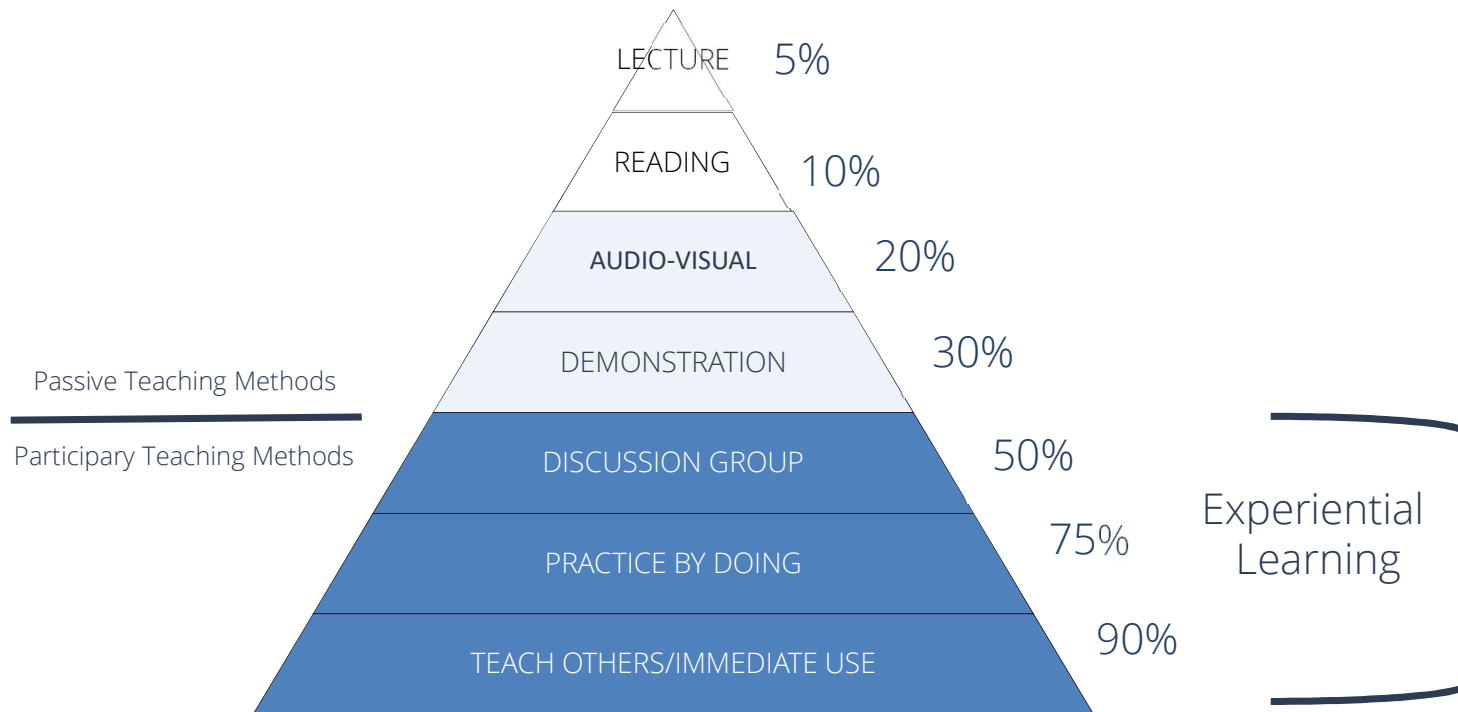 LECTURE 5%
READING 10%
AUDIO-VISUAL 20%
DEMONSTRATION 30%
Passive Teaching Methods
Participary Teaching Methods
DISCUSSION GROUP 50%
PRACTICE BY DOING 75%
TEACH OTHERS/IMMEDIATE USE 90%
Experiential
Learning